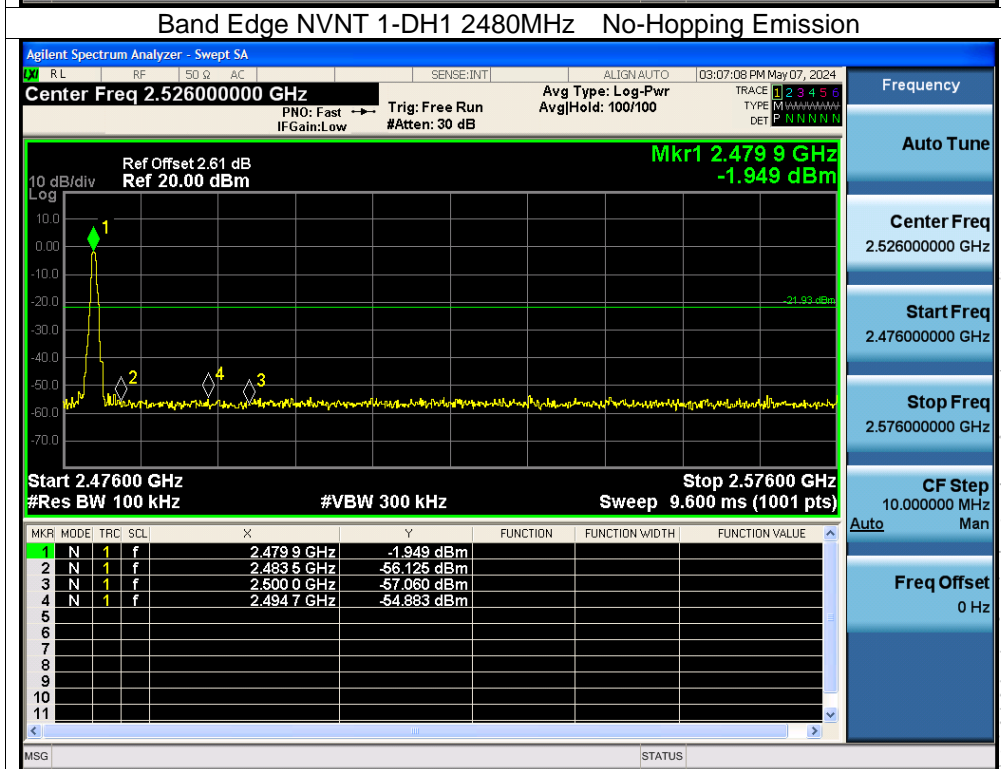 Band Edge NVNT 1-DH1 2480MHz No-Hopping Emission
Agilent Spectrum Analyzer - Swept SA
LXI RL RF 50 Ω AC SENSE:INT ALIGN AUTO 03:07:08 PM May 07, 2024
Center Freq 2.526000000 GHz
PNO: Fast
IFGain:Low
Trig: Free Run
#Atten: 30 dB
Avg Type: Log-Pwr
Avg|Hold: 100/100
TRACE 1 2 3 4 5 6
TYPE M WWWWW
DET P N N N N N
Ref Offset 2.61 dB
Ref 20.00 dBm
10 dB/div
Log
Mkr1 2.479 9 GHz
-1.949 dBm
10.0
0.00
-10.0
-20.0
-30.0
-40.0
-50.0
-60.0
-70.0
1
2
4
3
-21.93 dBm
Start 2.47600 GHz Stop 2.57600 GHz
#Res BW 100 kHz #VBW 300 kHz Sweep 9.600 ms (1001 pts)
MKR MODE TRC SCL X Y FUNCTION FUNCTION WIDTH FUNCTION VALUE
1 N 1 f 2.479 9 GHz -1.949 dBm
2 N 1 f 2.483 5 GHz -56.125 dBm
3 N 1 f 2.500 0 GHz -57.060 dBm
4 N 1 f 2.494 7 GHz -54.883 dBm
5
6
7
8
9
10
11
MSG STATUS
Frequency
Auto Tune
Center Freq
2.526000000 GHz
Start Freq
2.476000000 GHz
Stop Freq
2.576000000 GHz
CF Step
10.000000 MHz
Auto Man
Freq Offset
0 Hz